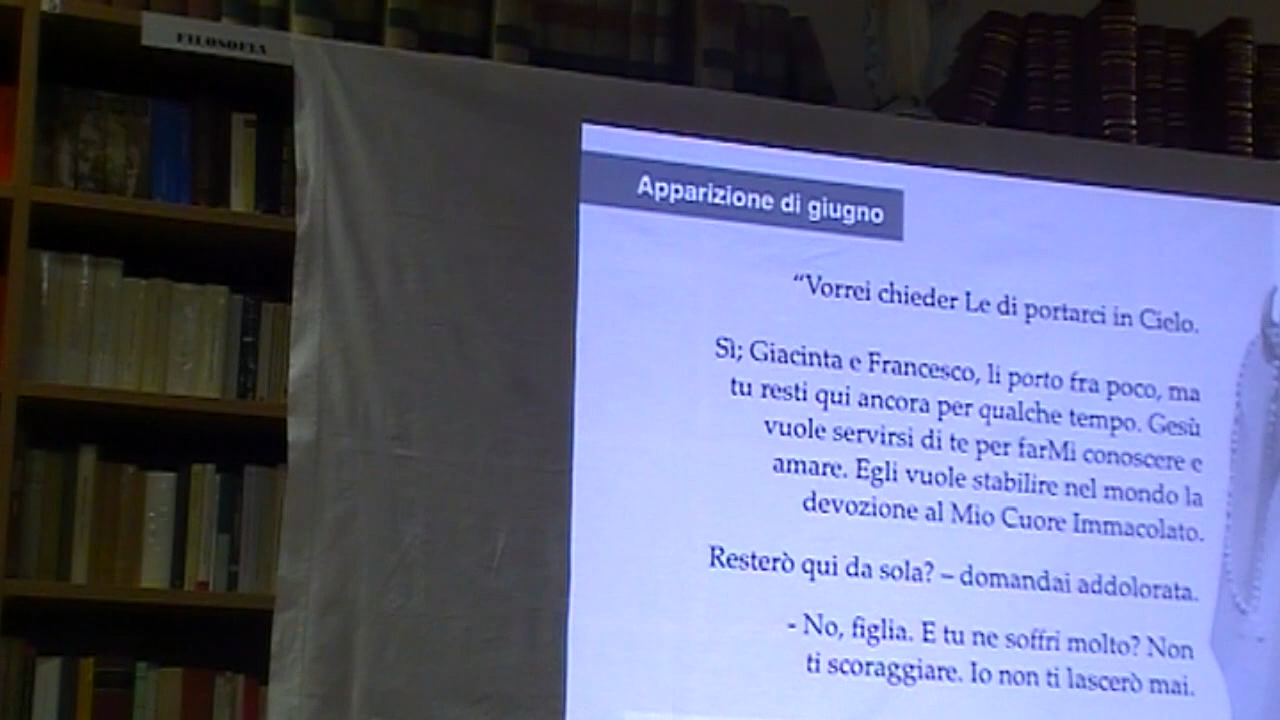 FILOSOFIA
Apparizione di giugno
“Vorrei chieder Le di portarci in Cielo.
Sì; Giacinta e Francesco, li porto fra poco, ma
tu resti qui ancora per qualche tempo. Gesù
vuole servirsi di te per farMi conoscere e
amare. Egli vuole stabilire nel mondo la
devozione al Mio Cuore Immacolato.
Resterò qui da sola? – domandai addolorata.
- No, figlia. E tu ne soffri molto? Non
ti scoraggiare. Io non ti lascerò mai.